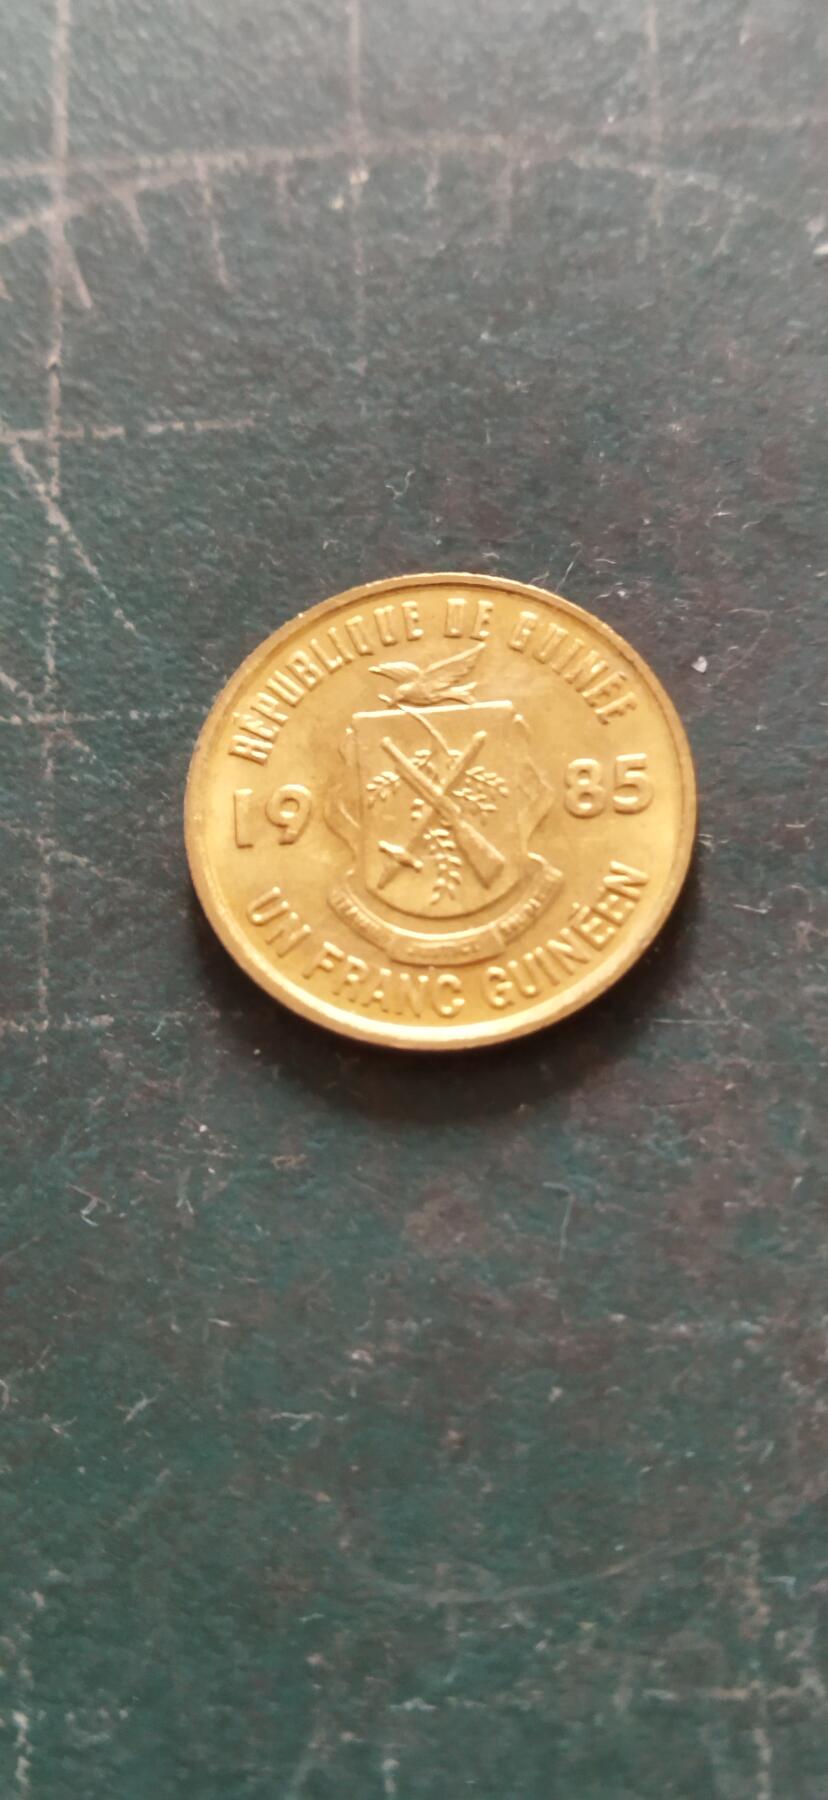 RÉPUBLIQUE DE GUINÉE
1985
UN FRANC GUINÉEN